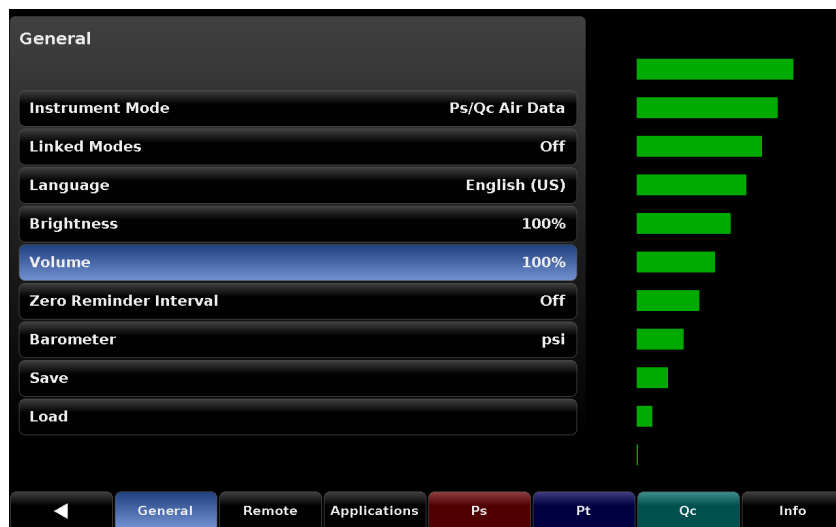 General
Instrument Mode Ps/Qc Air Data
Linked Modes Off
Language English (US)
Brightness 100%
Volume 100%
Zero Reminder Interval Off
Barometer psi
Save
Load
General Remote Applications Ps Pt Qc Info